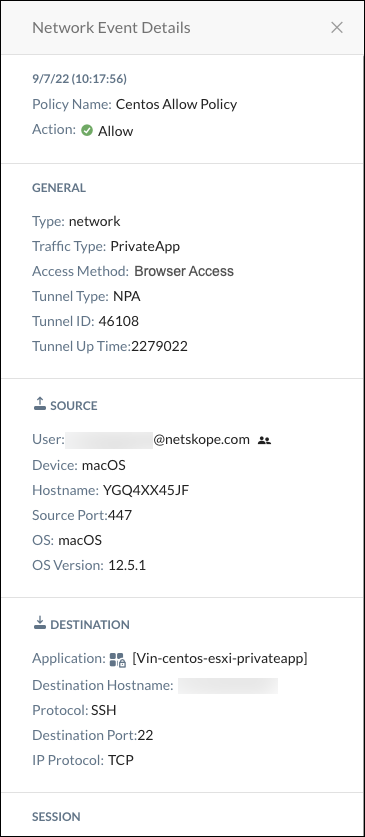 Network Event Details
9/7/22 (10:17:56)
Policy Name: Centos Allow Policy
Action: Allow
GENERAL
Type: network
Traffic Type: PrivateApp
Access Method: Browser Access
Tunnel Type: NPA
Tunnel ID: 46108
Tunnel Up Time:2279022
SOURCE
User: @netskope.com
Device: macOS
Hostname: YGQ4XX45JF
Source Port:447
OS: macOS
OS Version: 12.5.1
DESTINATION
Application: [Vin-centos-esxi-privateapp]
Destination Hostname:
Protocol: SSH
Destination Port:22
IP Protocol: TCP
SESSION